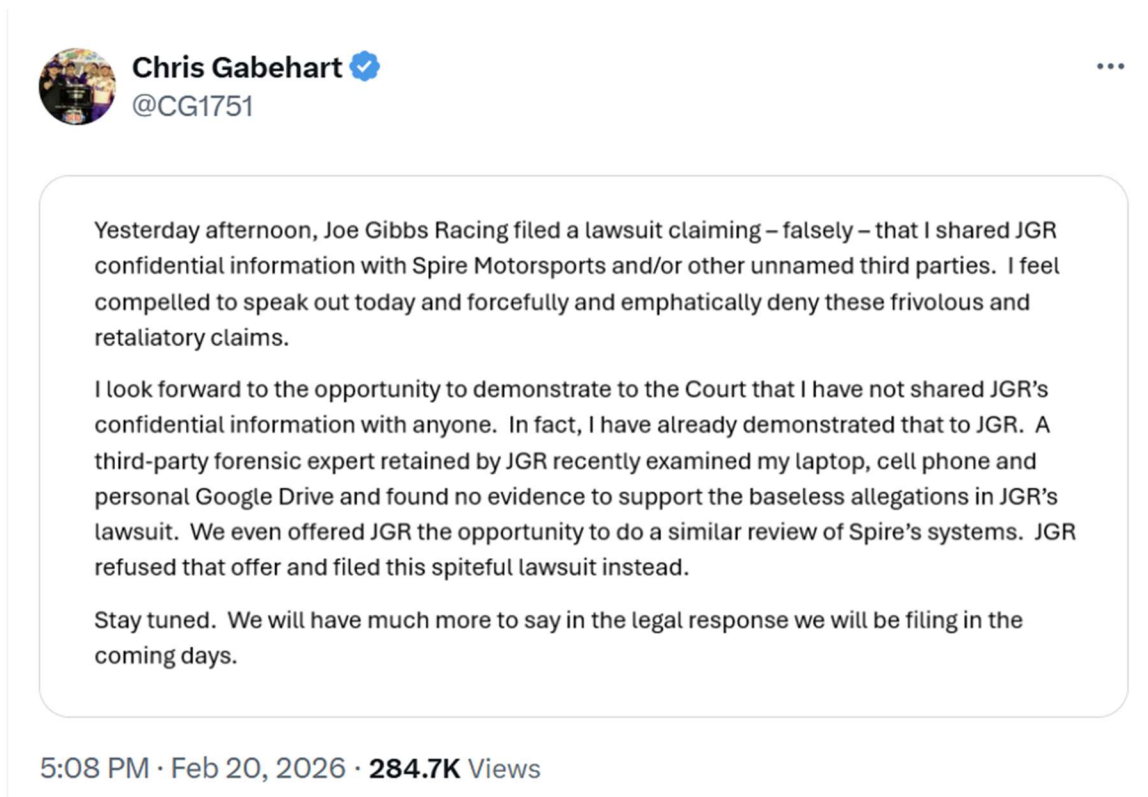 Chris Gabehart
@CG1751
Yesterday afternoon, Joe Gibbs Racing filed a lawsuit claiming – falsely – that I shared JGR
confidential information with Spire Motorsports and/or other unnamed third parties.  I feel
compelled to speak out today and forcefully and emphatically deny these frivolous and
retaliatory claims.
I look forward to the opportunity to demonstrate to the Court that I have not shared JGR’s
confidential information with anyone.  In fact, I have already demonstrated that to JGR.  A
third-party forensic expert retained by JGR recently examined my laptop, cell phone and
personal Google Drive and found no evidence to support the baseless allegations in JGR’s
lawsuit.  We even offered JGR the opportunity to do a similar review of Spire’s systems.  JGR
refused that offer and filed this spiteful lawsuit instead.
Stay tuned.  We will have much more to say in the legal response we will be filing in the
coming days.
5:08 PM · Feb 20, 2026 · 284.7K Views